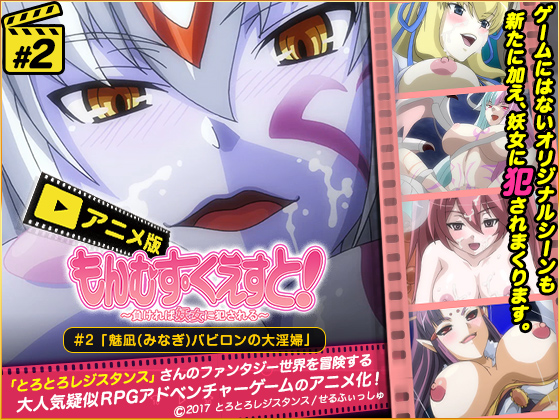 #2
ゲームにはないオリジナルシーンも
新たに加え、妖女に犯されまくります。
アニメ版
もんむす・くえすと!
~負ければ妖女に犯される~
#2「魅凪(みなぎ)バビロンの大淫婦」
「とろとろレジスタンス」さんのファンタジー世界を冒険する
大人気疑似RPGアドベンチャーゲームのアニメ化!
©2017 とろとろレジスタンス/せるふぃっしゅ